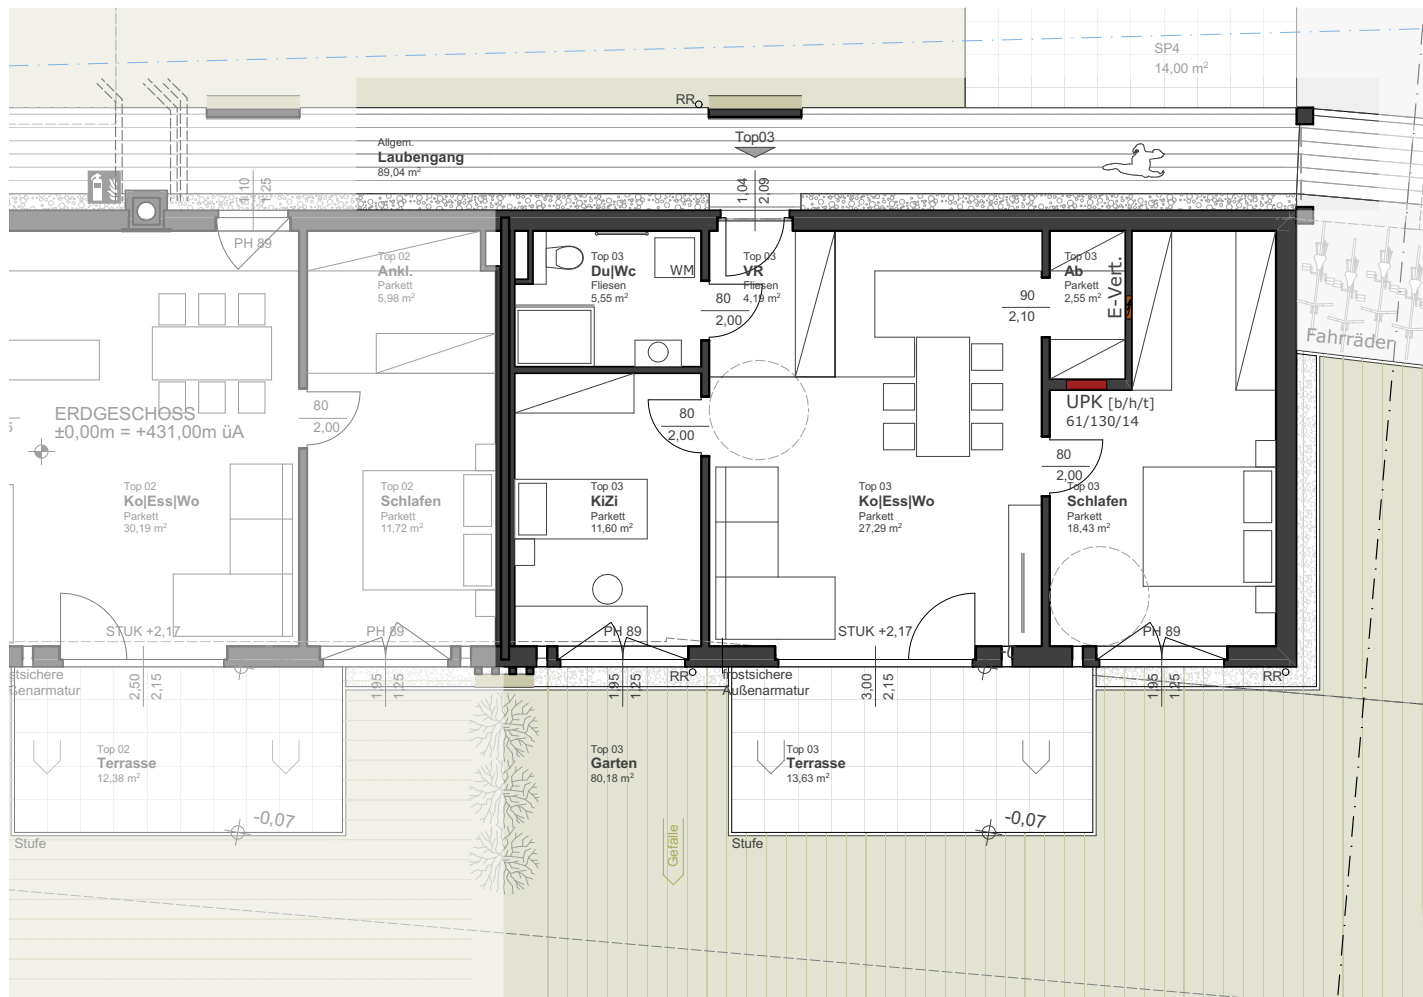 SP4
14,00 m²
RR
Top03
Allgem.
Laubengang
89,04 m²
1,10
1,25
1,04
2,09
PH 89
Top 02
Ankl.
Parkett
5,98 m²
Top 03
Du|Wc
Fliesen
5,55 m²
WM
Top 03
VR
Fliesen
4,19 m²
80
2,00
90
2,10
Top 03
Ab
Parkett
2,55 m²
E-Vert.
Fahrräder
ERDGESCHOSS
±0,00m = +431,00m üA
80
2,00
80
2,00
UPK [b/h/t]
61/130/14
80
2,00
Top 02
Ko|Ess|Wo
Parkett
30,19 m²
Top 02
Schlafen
Parkett
11,72 m²
Top 03
KiZi
Parkett
11,60 m²
Top 03
Ko|Ess|Wo
Parkett
27,29 m²
Top 03
Schlafen
Parkett
18,43 m²
STUK +2,17
PH 89
PH 89
STUK +2,17
PH 89
tsichere
ßenarmatur
2,50
2,15
1,95
1,25
1,95
1,25
RR
frostsichere
Außenarmatur
3,00
2,15
1,95
1,25
RR
Top 02
Terrasse
12,38 m²
Top 03
Garten
80,18 m²
Top 03
Terrasse
13,63 m²
-0,07
-0,07
Stufe
Stufe
Gefälle